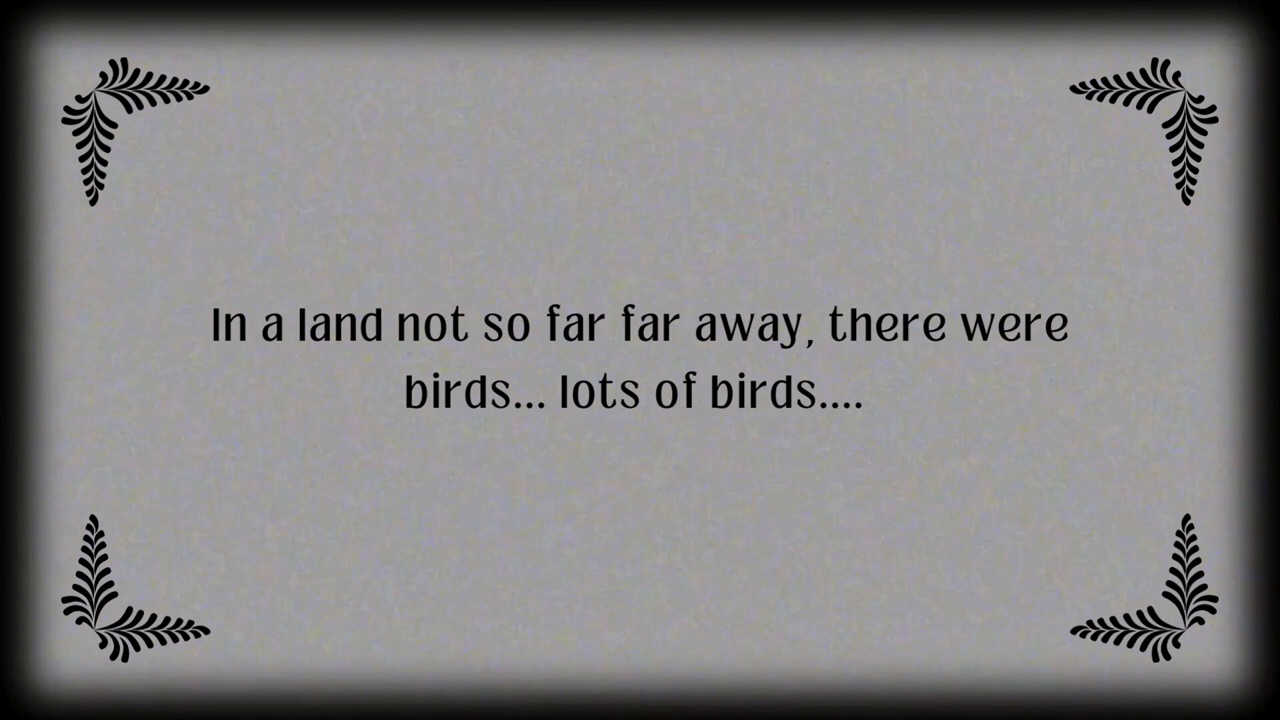 In a land not so far far away, there were
birds... lots of birds....